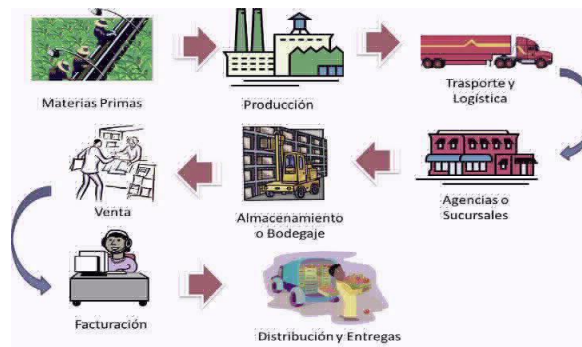 Materias Primas
Producción
Trasporte y
Logística
Agencias o
Sucursales
Almacenamiento
o Bodegaje
Venta
Facturación
Distribución y Entregas